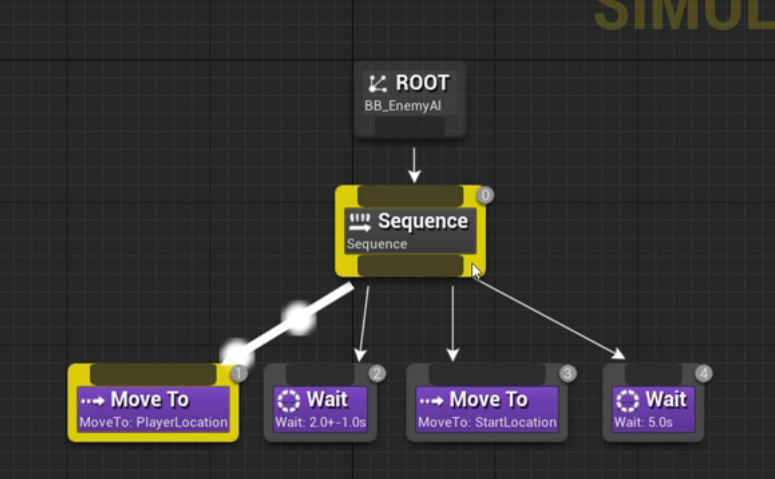 SIMUL
ROOT
BB_EnemyAI
0
Sequence
Sequence
1
Move To
MoveTo: PlayerLocation
2
Wait
Wait: 2.0+-1.0s
3
Move To
MoveTo: StartLocation
4
Wait
Wait: 5.0s